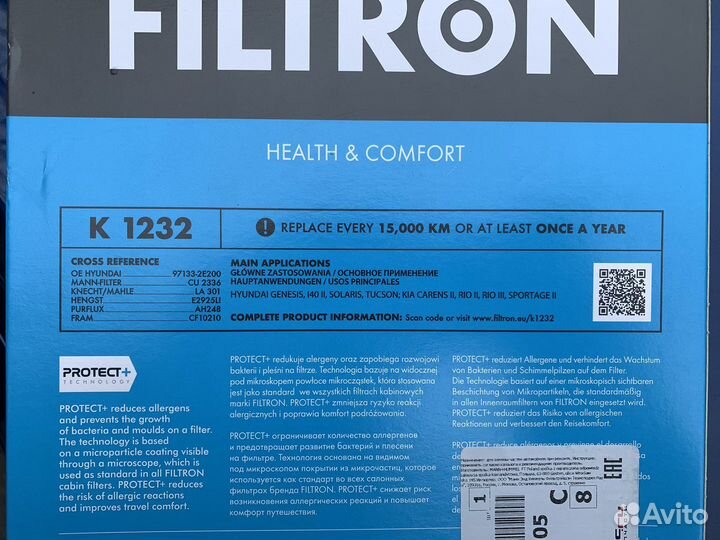 FILTRON
HEALTH & COMFORT
K 1232
! REPLACE EVERY 15,000 KM OR AT LEAST ONCE A YEAR
CROSS REFERENCE
OE HYUNDAI 97133-2E200
MANN-FILTER CU 2336
KNECHT/MAHLE LA 301
HENGST E2925LI
PURFLUX AH248
FRAM CF10210
MAIN APPLICATIONS
GŁÓWNE ZASTOSOWANIA / ОСНОВНОЕ ПРИМЕНЕНИЕ
HAUPTANWENDUNGEN / USOS PRINCIPALES
HYUNDAI GENESIS, I40 II, SOLARIS, TUCSON; KIA CARENS II, RIO II, RIO III, SPORTAGE II
COMPLETE PRODUCT INFORMATION: Scan code or visit www.filtron.eu/k1232
PROTECT+
TECHNOLOGY
PROTECT+ reduces allergens
and prevents the growth
of bacteria and moulds on a filter.
The technology is based
on a microparticle coating visible
through a microscope, which is
used as standard in all FILTRON
cabin filters. PROTECT+ reduces
the risk of allergic reactions
and improves travel comfort.
PROTECT+ redukuje alergeny oraz zapobiega rozwojowi
bakterii i pleśni na filtrze. Technologia bazuje na widocznej
pod mikroskopem powłoce mikrocząstek, która stosowana
jest jako standard we wszystkich filtrach kabinowych
marki FILTRON. PROTECT+ zmniejsza ryzyko reakcji
alergicznych i poprawia komfort podróżowania.
PROTECT+ ограничивает количество аллергенов
и предотвращает развитие бактерий и плесени
на фильтре. Технология основана на видимом
под микроскопом покрытии из микрочастиц, которое
используется как стандарт во всех салонных
фильтрах бренда FILTRON. PROTECT+ снижает риск
возникновения аллергических реакций и повышает
комфорт путешествия.
PROTECT+ reduziert Allergene und verhindert das Wachstum
von Bakterien und Schimmelpilzen auf dem Filter.
Die Technologie basiert auf einer mikroskopisch sichtbaren
Beschichtung von Mikropartikeln, die standardmäßig
in allen Innenraumfiltern von FILTRON eingesetzt wird.
PROTECT+ reduziert das Risiko von allergischen
Reaktionen und verbessert den Reisekomfort.
PROTECT+ reduce alérgenos y previene el desarrollo
1
05
C
8
EAC
Avito